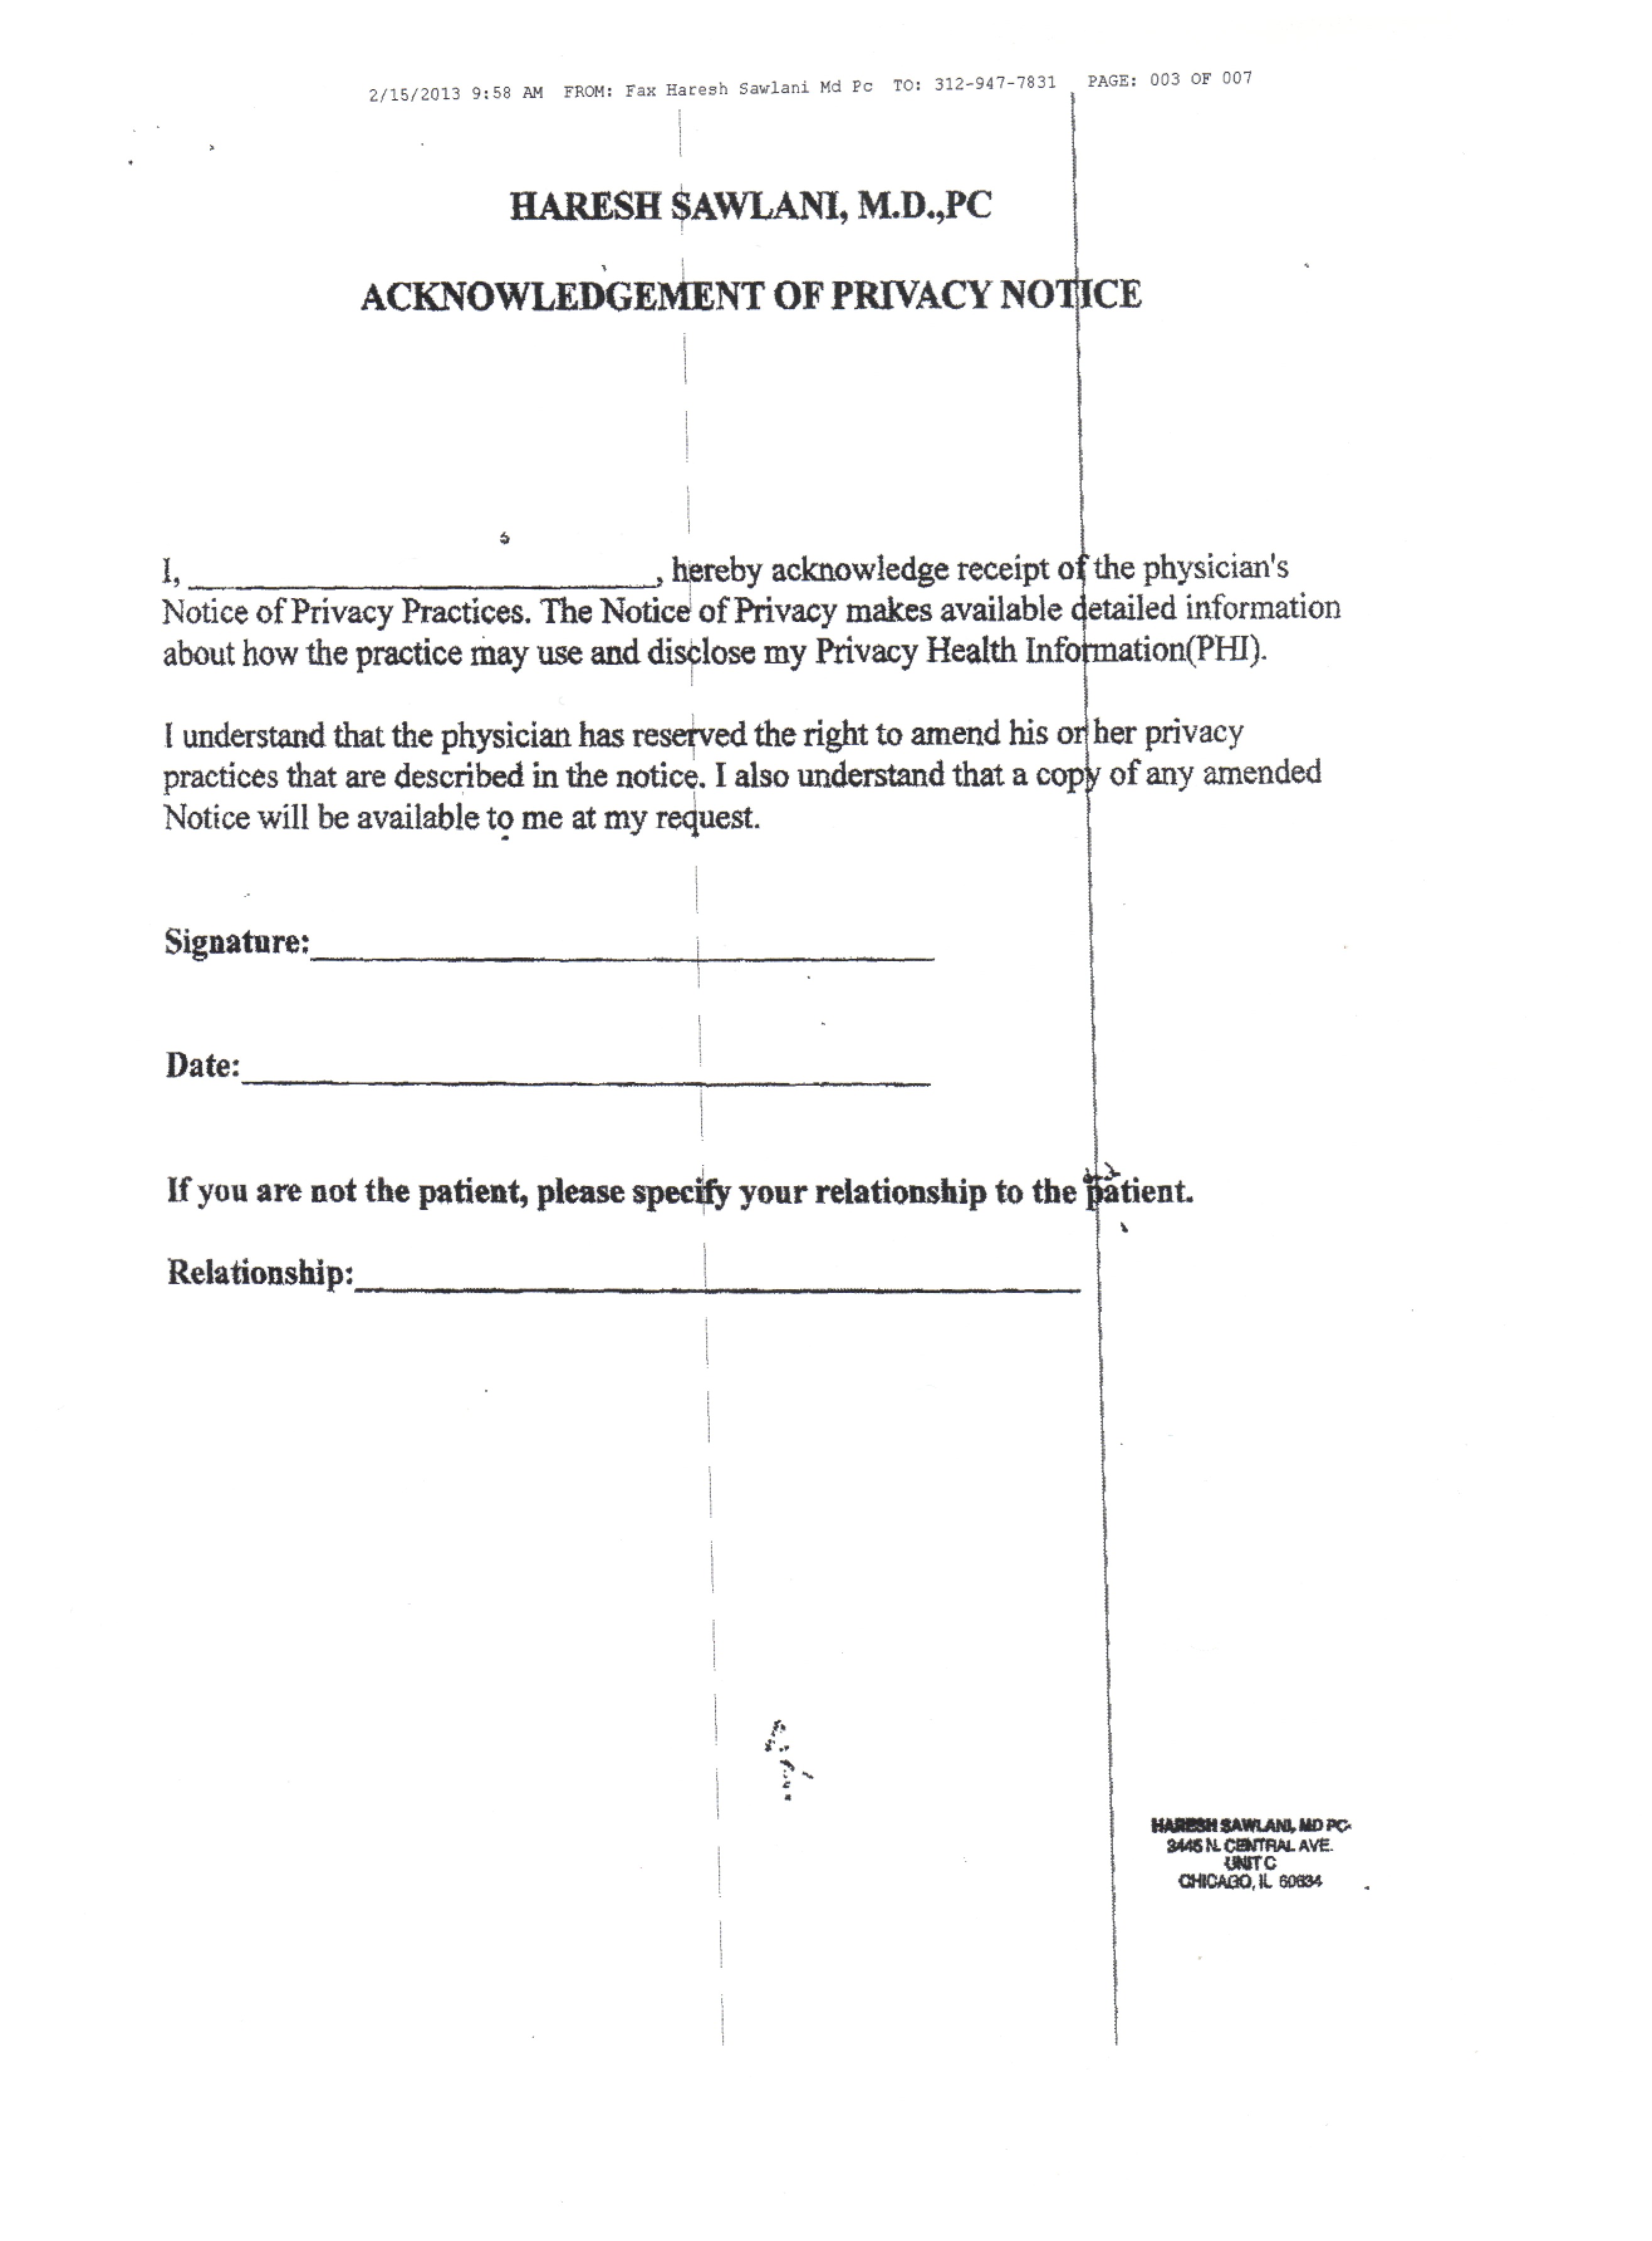 2/15/2013 9:58 AM FROM: Fax Haresh Sawlani Md Pc TO: 312-947-7831 PAGE: 003 OF 007
HARESH SAWLANI, M.D.,PC
ACKNOWLEDGEMENT OF PRIVACY NOTICE
I, ______________________________, hereby acknowledge receipt of the physician's
Notice of Privacy Practices. The Notice of Privacy makes available detailed information
about how the practice may use and disclose my Privacy Health Information(PHI).
I understand that the physician has reserved the right to amend his or her privacy
practices that are described in the notice. I also understand that a copy of any amended
Notice will be available to me at my request.
Signature:________________________________________
Date:____________________________________________
If you are not the patient, please specify your relationship to the patient.
Relationship:______________________________________________
HARESH SAWLANI, MD PC
3445 N. CENTRAL AVE.
UNIT C
CHICAGO, IL 60634